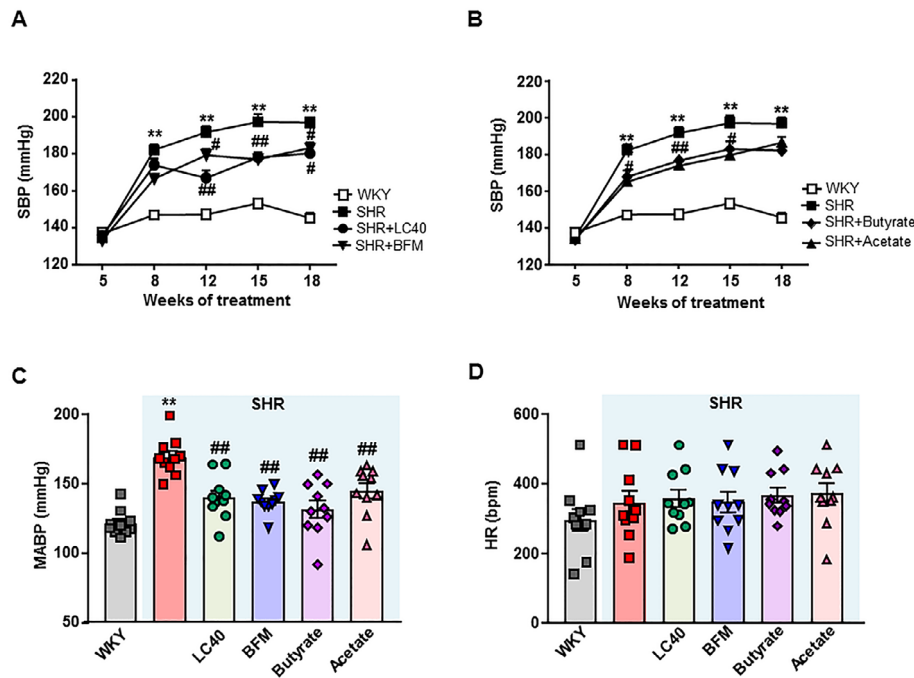 A
SBP (mmHg)
220
200
180
160
140
120
**
**
**
**
#
##
#
##
#
WKY
SHR
SHR+LC40
SHR+BFM
5 8 12 15 18
Weeks of treatment
B
SBP (mmHg)
220
200
180
160
140
120
**
**
**
**
#
##
#
WKY
SHR
SHR+Butyrate
SHR+Acetate
5 8 12 15 18
Weeks of treatment
C
SHR
MABP (mmHg)
200
150
100
50
**
##
##
##
##
WKY
LC40
BFM
Butyrate
Acetate
D
SHR
HR (bpm)
600
400
200
0
WKY
LC40
BFM
Butyrate
Acetate